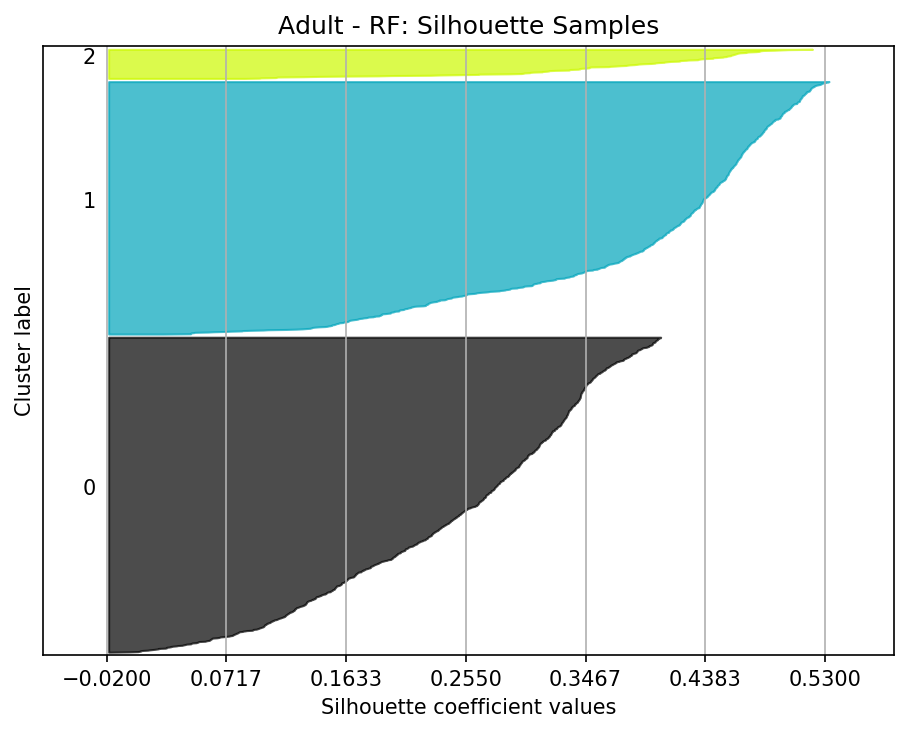 Adult - RF: Silhouette Samples
2
1
0
Cluster label
−0.0200 0.0717 0.1633 0.2550 0.3467 0.4383 0.5300
Silhouette coefficient values